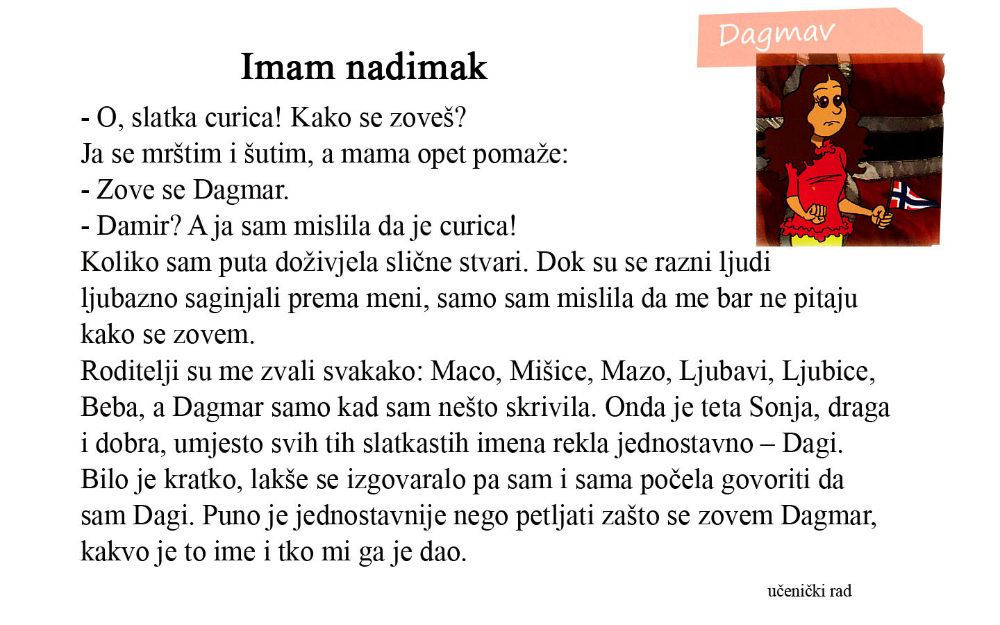 Dagmar
Imam nadimak
- O, slatka curica! Kako se zoveš?
Ja se mrštim i šutim, a mama opet pomaže:
- Zove se Dagmar.
- Damir? A ja sam mislila da je curica!
Koliko sam puta doživjela slične stvari. Dok su se razni ljudi
ljubazno saginjali prema meni, samo sam mislila da me bar ne pitaju
kako se zovem.
Roditelji su me zvali svakako: Maco, Mišice, Mazo, Ljubavi, Ljubice,
Beba, a Dagmar samo kad sam nešto skrivila. Onda je teta Sonja, draga
i dobra, umjesto svih tih slatkastih imena rekla jednostavno – Dagi.
Bilo je kratko, lakše se izgovaralo pa sam i sama počela govoriti da
sam Dagi. Puno je jednostavnije nego petljati zašto se zovem Dagmar,
kakvo je to ime i tko mi ga je dao.
učenički rad